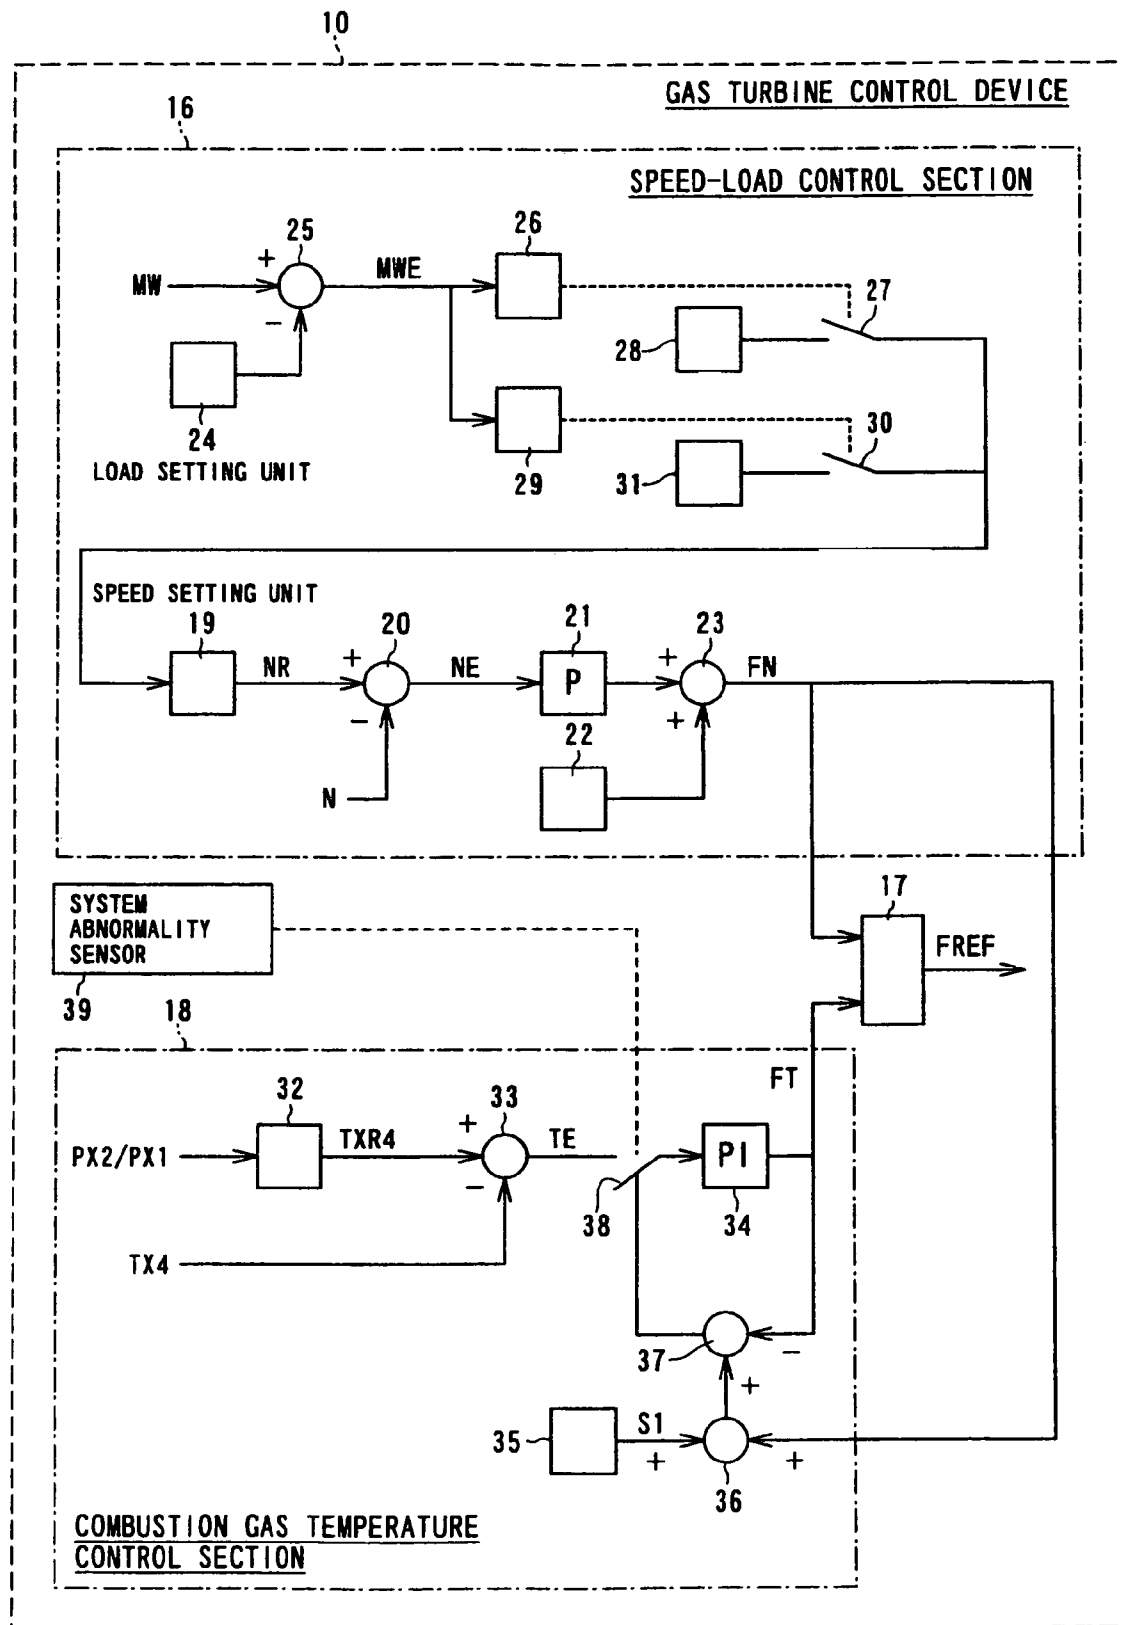 10
GAS TURBINE CONTROL DEVICE
16
SPEED-LOAD CONTROL SECTION
25
26
+
MWE
MW
27
−
28
24
30
LOAD SETTING UNIT
29
31
SPEED SETTING UNIT
19
20
21
23
NR
+
NE
P
+
FN
−
+
22
N
17
SYSTEM
ABNORMALITY
SENSOR
FREF
39
18
FT
32
33
+
PX2/PX1
TXR4
TE
PI
−
38
34
TX4
37
−
+
S1
35
+
+
36
COMBUSTION GAS TEMPERATURE
CONTROL SECTION